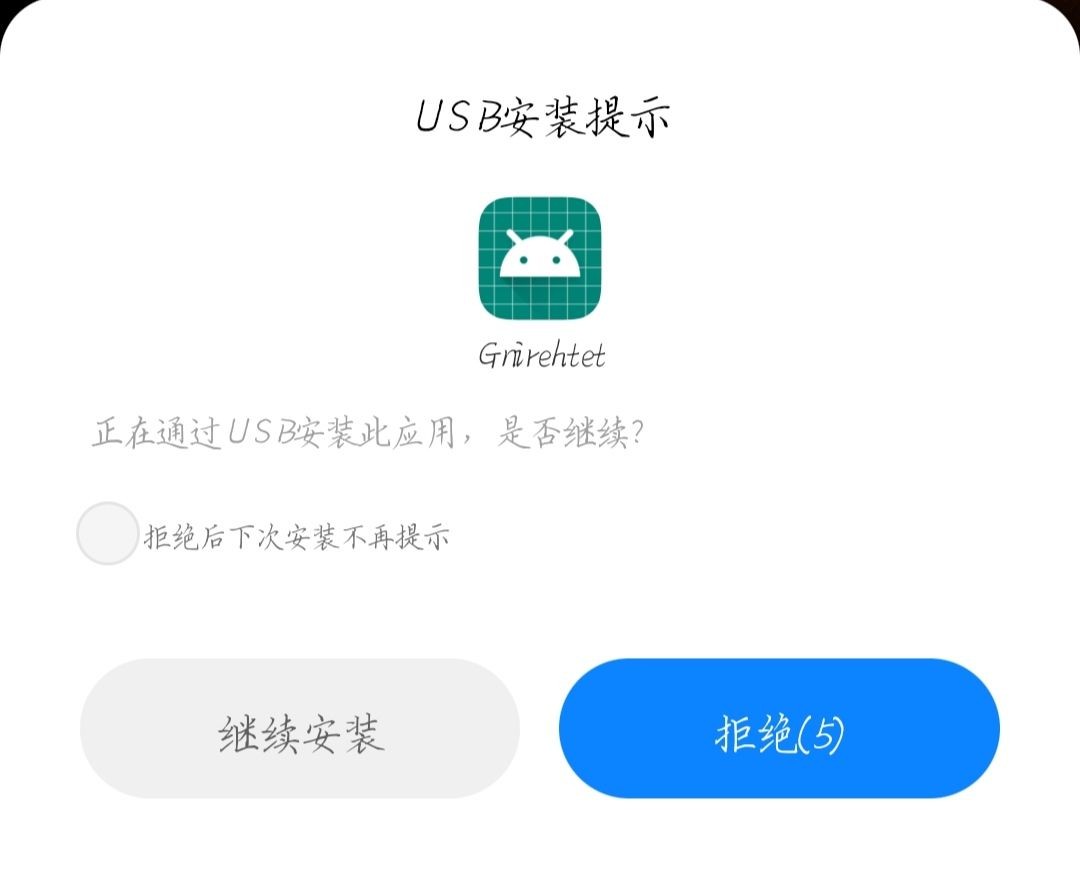 USB安装提示
Gnirehtet
正在通过USB安装此应用，是否继续？
拒绝后下次安装不再提示
继续安装
拒绝(5)